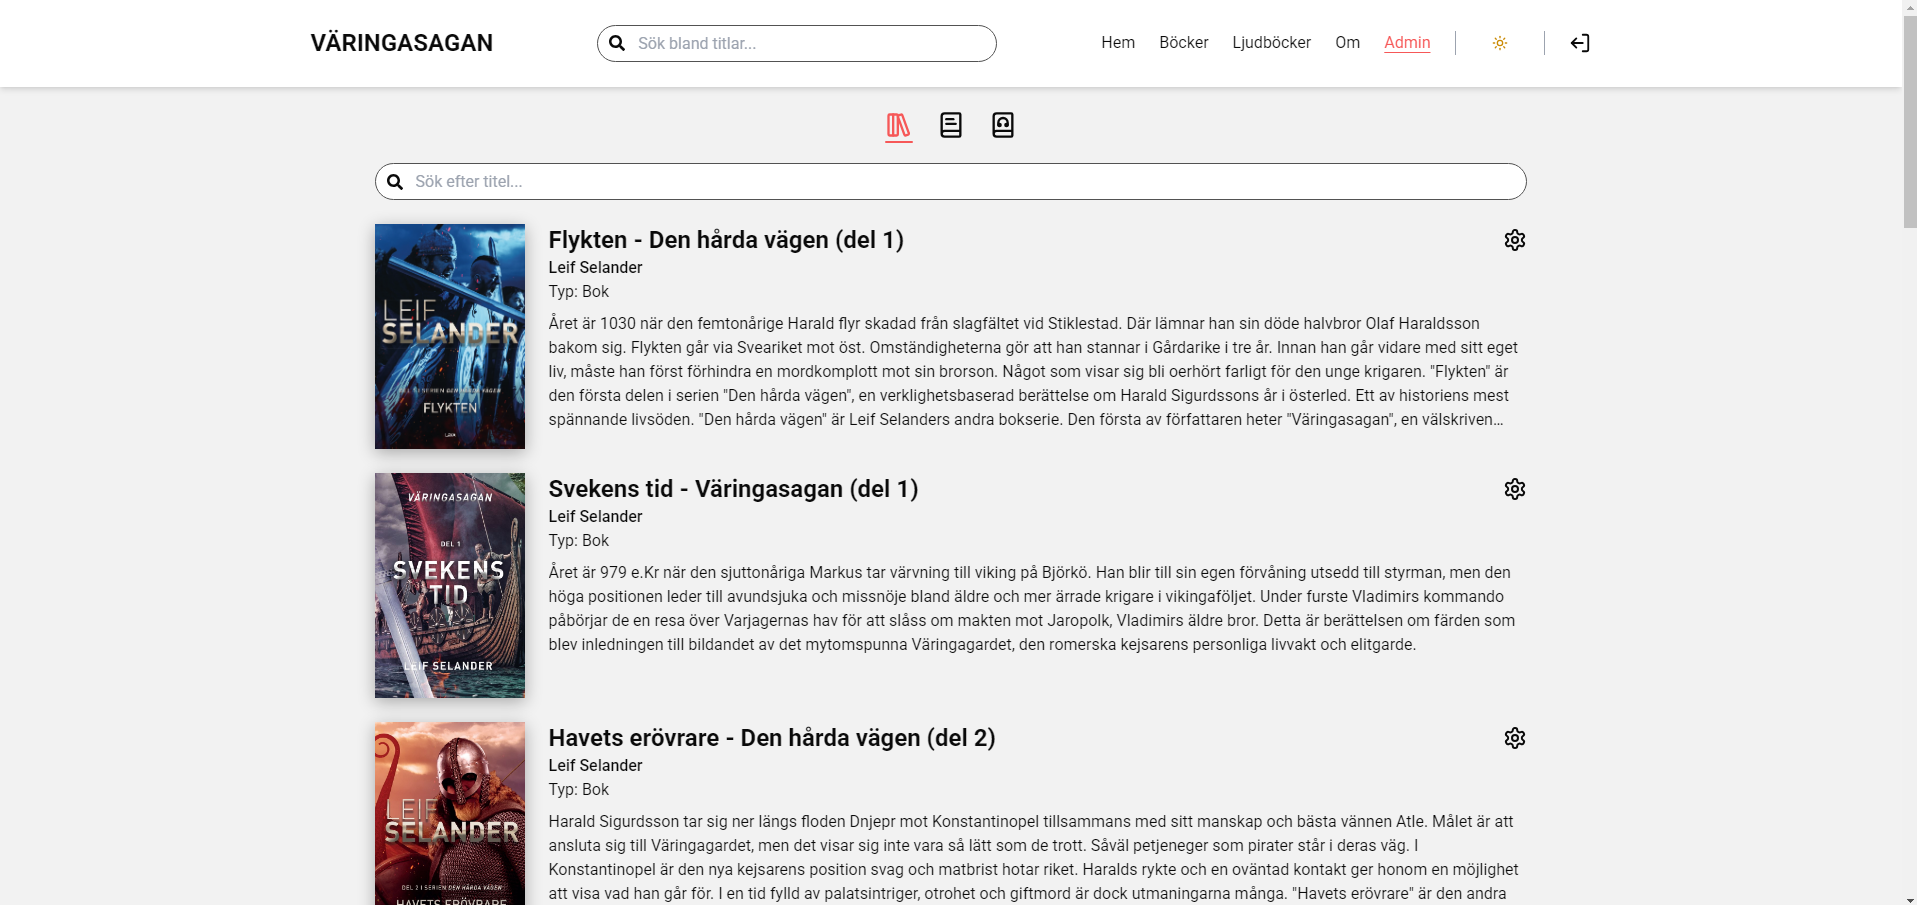 VÄRINGASAGAN
Sök bland titlar...
Hem Böcker Ljudböcker Om Admin
Sök efter titel...
LEIF
SELANDER
DEL 1 I SERIEN DEN HÅRDA VÄGEN
FLYKTEN
Flykten - Den hårda vägen (del 1)
Leif Selander
Typ: Bok
Året är 1030 när den femtonårige Harald flyr skadad från slagfältet vid Stiklestad. Där lämnar han sin döde halvbror Olaf Haraldsson
bakom sig. Flykten går via Sveariket mot öst. Omständigheterna gör att han stannar i Gårdarike i tre år. Innan han går vidare med sitt eget
liv, måste han först förhindra en mordkomplott mot sin brorson. Något som visar sig bli oerhört farligt för den unge krigaren. "Flykten" är
den första delen i serien "Den hårda vägen", en verklighetsbaserad berättelse om Harald Sigurdssons år i österled. Ett av historiens mest
spännande livsöden. "Den hårda vägen" är Leif Selanders andra bokserie. Den första av författaren heter "Väringasagan", en välskriven...
VÄRINGASAGAN
DEL 1
SVEKENS
TID
LEIF SELANDER
Svekens tid - Väringasagan (del 1)
Leif Selander
Typ: Bok
Året är 979 e.Kr när den sjuttonåriga Markus tar värvning till viking på Björkö. Han blir till sin egen förvåning utsedd till styrman, men den
höga positionen leder till avundsjuka och missnöje bland äldre och mer ärrade krigare i vikingaföljet. Under furste Vladimirs kommando
påbörjar de en resa över Varjagernas hav för att slåss om makten mot Jaropolk, Vladimirs äldre bror. Detta är berättelsen om färden som
blev inledningen till bildandet av det mytomspunna Väringagardet, den romerska kejsarens personliga livvakt och elitgarde.
LEIF
SELANDER
DEL 2 I SERIEN DEN HÅRDA VÄGEN
HAVETS ERÖVRARE
Havets erövrare - Den hårda vägen (del 2)
Leif Selander
Typ: Bok
Harald Sigurdsson tar sig ner längs floden Dnjepr mot Konstantinopel tillsammans med sitt manskap och bästa vännen Atle. Målet är att
ansluta sig till Väringagardet, men det visar sig inte vara så lätt som de trott. Såväl petjeneger som pirater står i deras väg. I
Konstantinopel är den nya kejsarens position svag och matbrist hotar riket. Haralds rykte och en oväntad kontakt ger honom en möjlighet
att visa vad han går för. I en tid fylld av palatsintriger, otrohet och giftmord är dock utmaningarna många. "Havets erövrare" är den andra